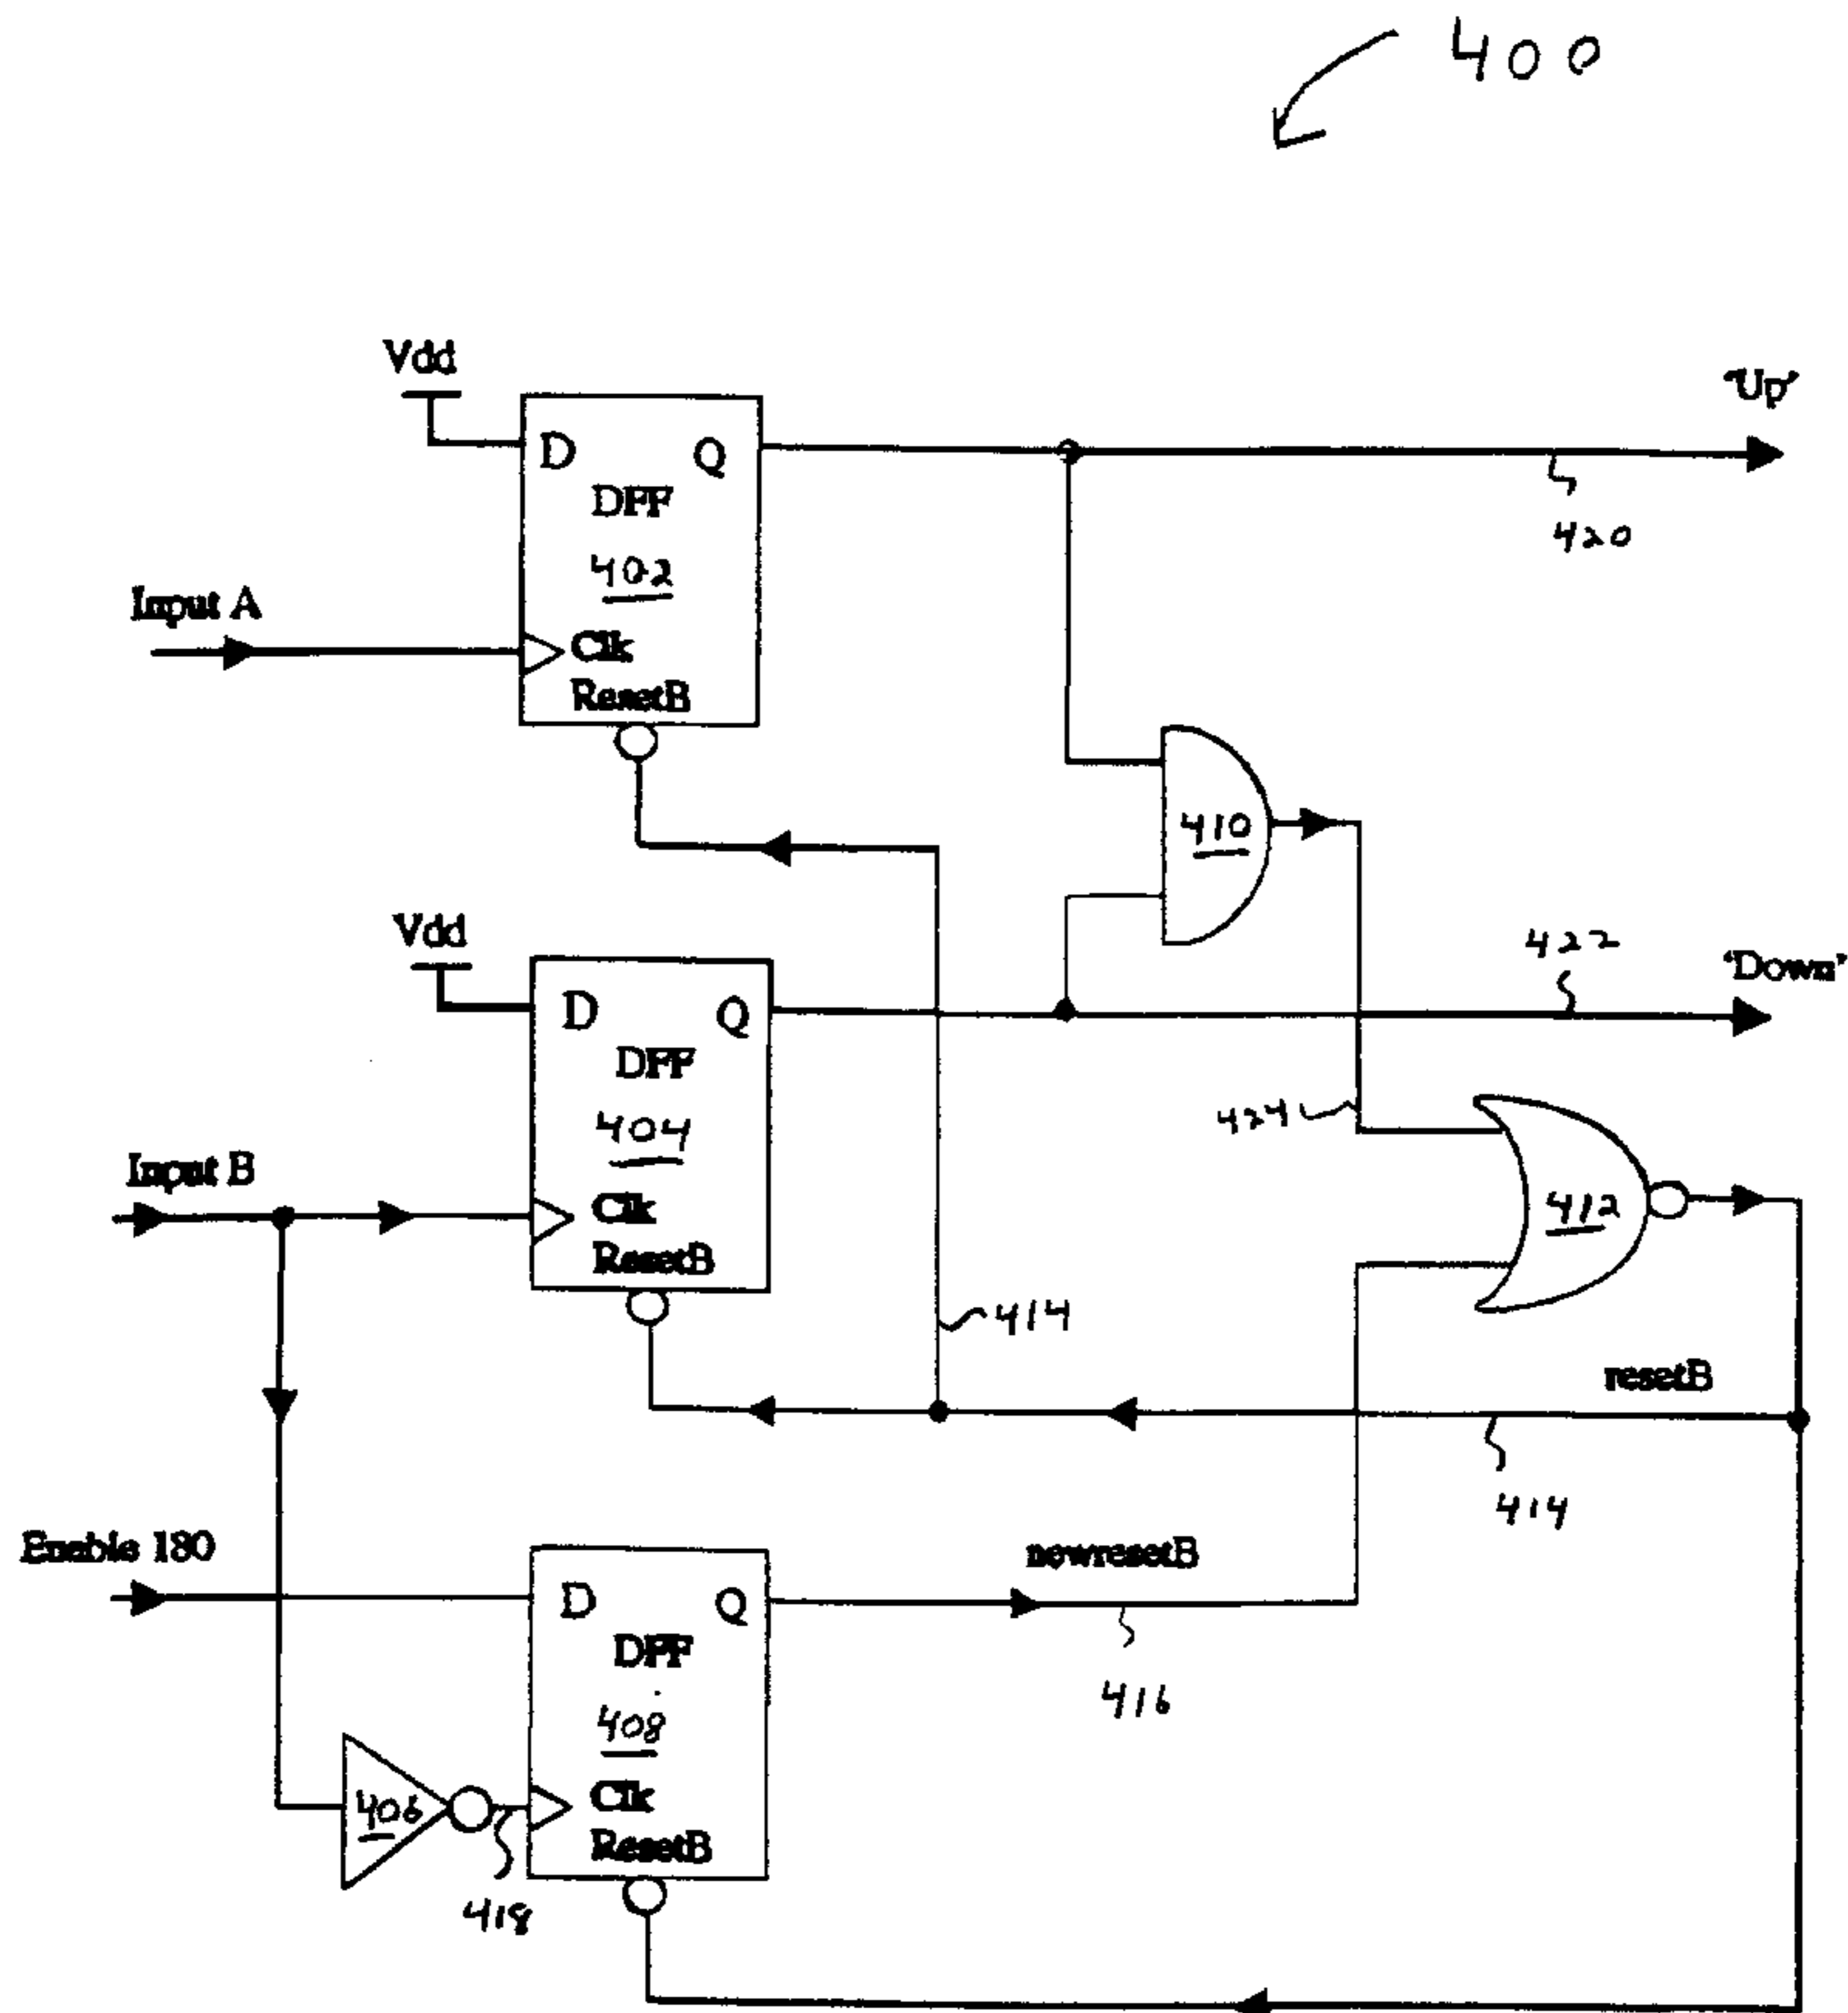 400
Vdd
'Up'
D
Q
DFF
402
420
Input A
Clk
ResetB
410
Vdd
422
'Down'
D
Q
DFF
424
404
Input B
412
Clk
ResetB
414
resetB
414
Enable 180
newresetB
D
Q
DFF
416
408
406
Clk
ResetB
418